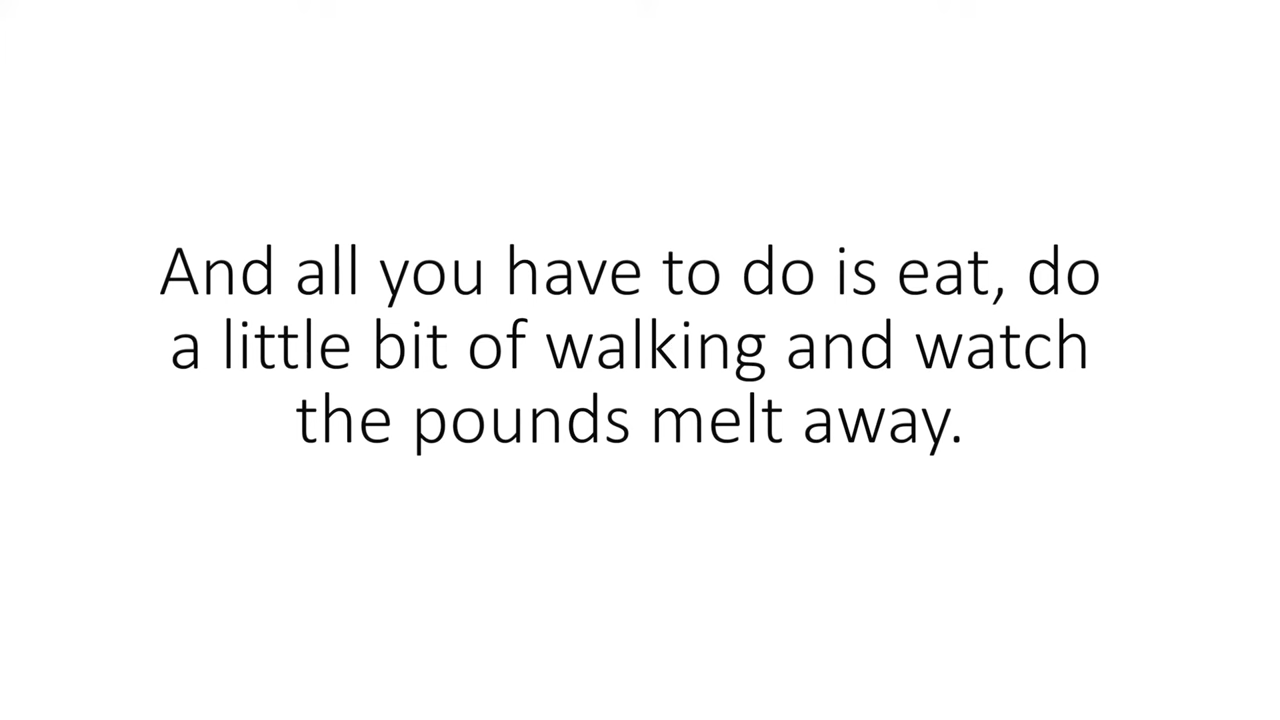 And all you have to do is eat, do
a little bit of walking and watch
the pounds melt away.